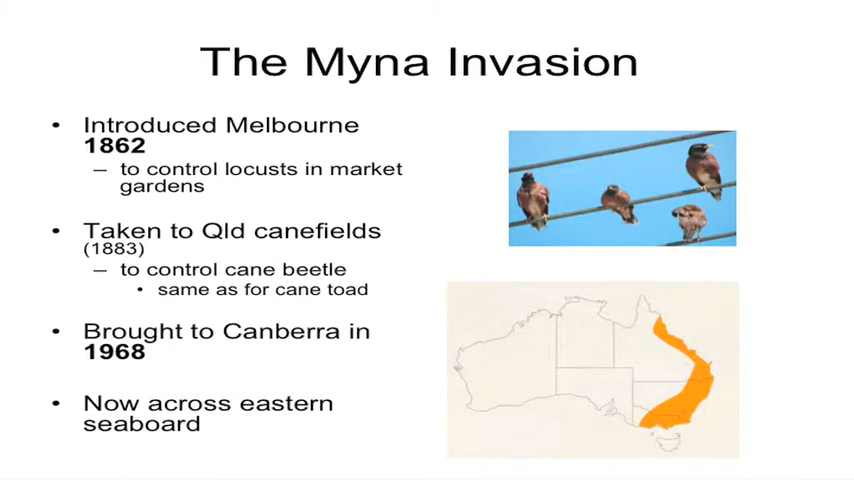 The Myna Invasion
• Introduced Melbourne
1862
– to control locusts in market
gardens
• Taken to Qld canefields
(1883)
– to control cane beetle
• same as for cane toad
• Brought to Canberra in
1968
• Now across eastern
seaboard